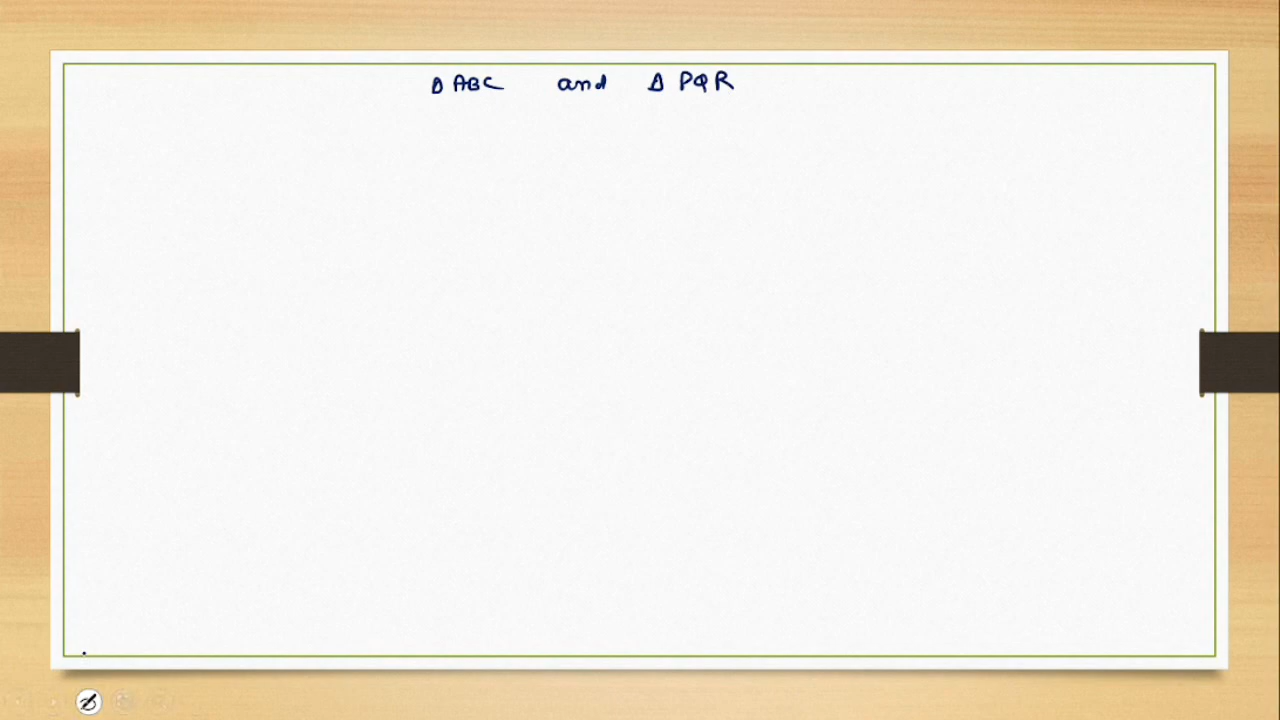 Δ ABC and Δ PQR